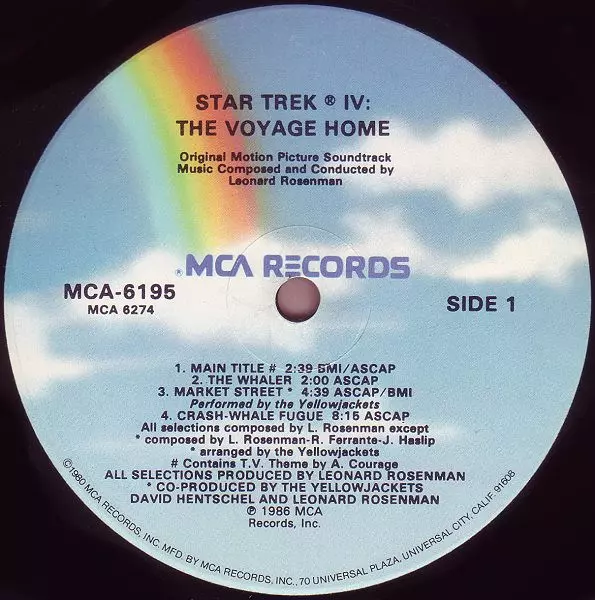 STAR TREK ® IV:
THE VOYAGE HOME
Original Motion Picture Soundtrack
Music Composed and Conducted by
Leonard Rosenman
®MCA RECORDS
MCA-6195
MCA 6274
SIDE 1
1. MAIN TITLE # 2:39 BMI/ASCAP
2. THE WHALER 2:00 ASCAP
3. MARKET STREET * 4:39 ASCAP/BMI
Performed by the Yellowjackets
4. CRASH-WHALE FUGUE 8:15 ASCAP
All selections composed by L. Rosenman except
* composed by L. Rosenman-R. Ferrante-J. Haslip
* arranged by the Yellowjackets
# Contains T.V. Theme by A. Courage
ALL SELECTIONS PRODUCED BY LEONARD ROSENMAN
* CO-PRODUCED BY THE YELLOWJACKETS
DAVID HENTSCHEL AND LEONARD ROSENMAN
℗ 1986 MCA
Records, Inc.
©1980 MCA RECORDS, INC. MFD. BY MCA RECORDS, INC., 70 UNIVERSAL PLAZA, UNIVERSAL CITY, CALIF. 91608